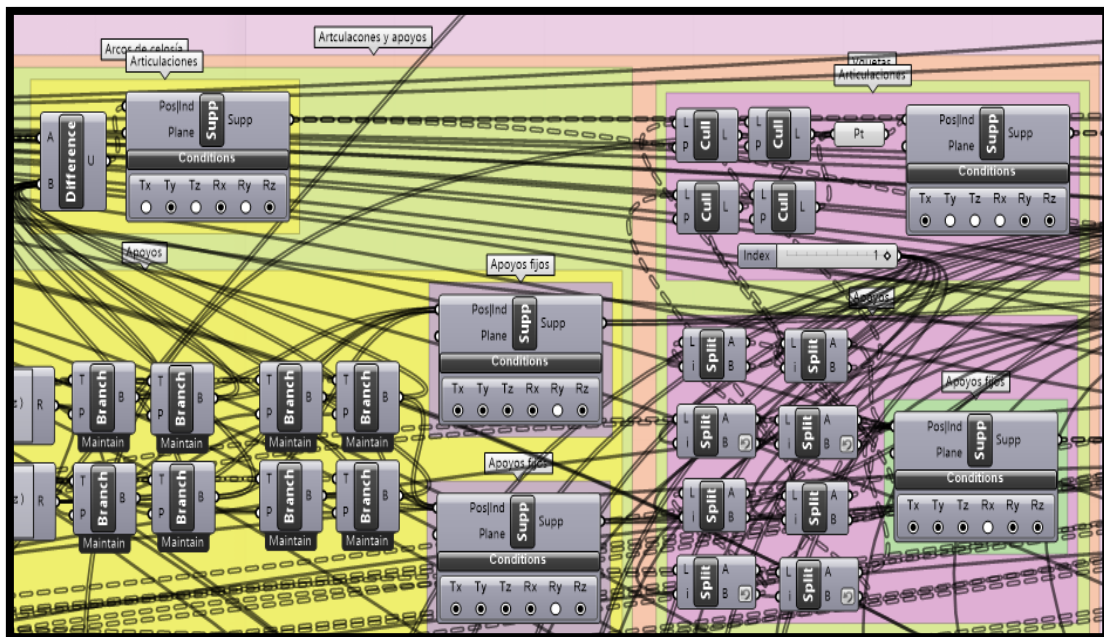 Artculacones y apoyos
Arcos de celosía
Articulaciones
A
B
Difference
U
Pos|Ind
Plane
Supp
Supp
Conditions
Tx Ty Tz Rx Ry Rz
Apoyos
Apoyos fijos
Pos|Ind
Plane
Supp
Supp
Conditions
Tx Ty Tz Rx Ry Rz
R
T
P
Branch
B
Maintain
T
P
Branch
B
Maintain
T
P
Branch
B
Maintain
T
P
Branch
B
Maintain
R
T
P
Branch
B
Maintain
T
P
Branch
B
Maintain
T
P
Branch
B
Maintain
T
P
Branch
B
Maintain
Apoyos fijos
Pos|Ind
Plane
Supp
Supp
Conditions
Tx Ty Tz Rx Ry Rz
Articulaciones
L
P
Cull
L
L
P
Cull
L
Pt
L
P
Cull
L
L
P
Cull
L
Pos|Ind
Plane
Supp
Supp
Conditions
Tx Ty Tz Rx Ry Rz
Index 1
Apoyos
L
i
Split
A
B
L
i
Split
A
B
L
i
Split
A
B
L
i
Split
A
B
L
i
Split
A
B
L
i
Split
A
B
L
i
Split
A
B
L
i
Split
A
B
Apoyos fijos
Pos|Ind
Plane
Supp
Supp
Conditions
Tx Ty Tz Rx Ry Rz